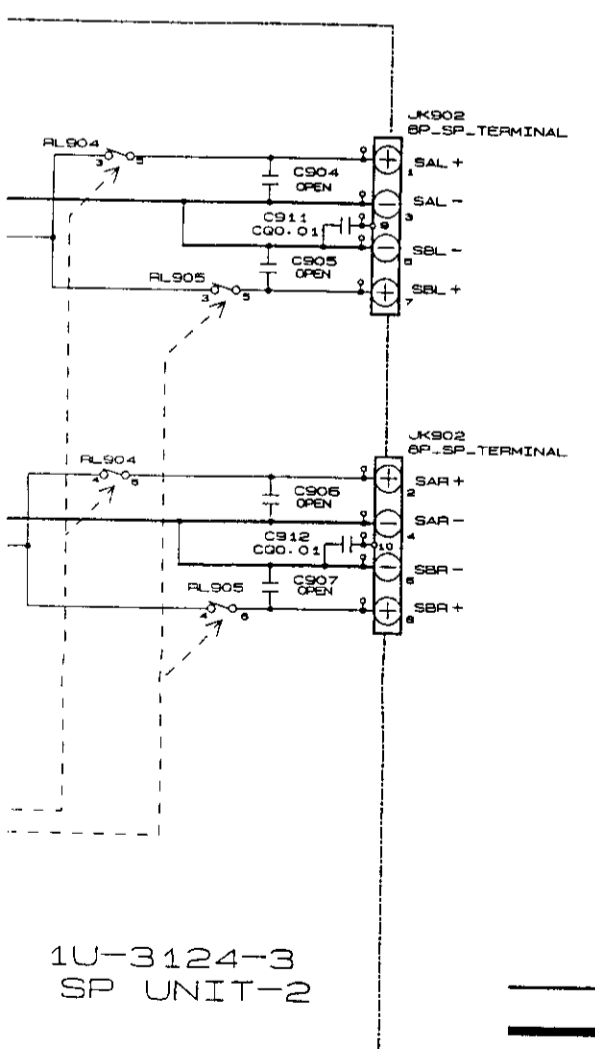 JK902
8P_SP_TERMINAL
RL904
3 5
C904
OPEN
+
1
SAL+
-
3
SAL-
C911
CQ0.01
9
-
SBL-
C905
OPEN
RL905
3 5
+
7
SBL+
JK902
8P_SP_TERMINAL
RL904
4 6
C906
OPEN
+
2
SAR+
-
4
SAR-
C912
CQ0.01
10
-
SBR-
C907
OPEN
RL905
4 6
+
8
SBR+
1U-3124-3
SP UNIT-2